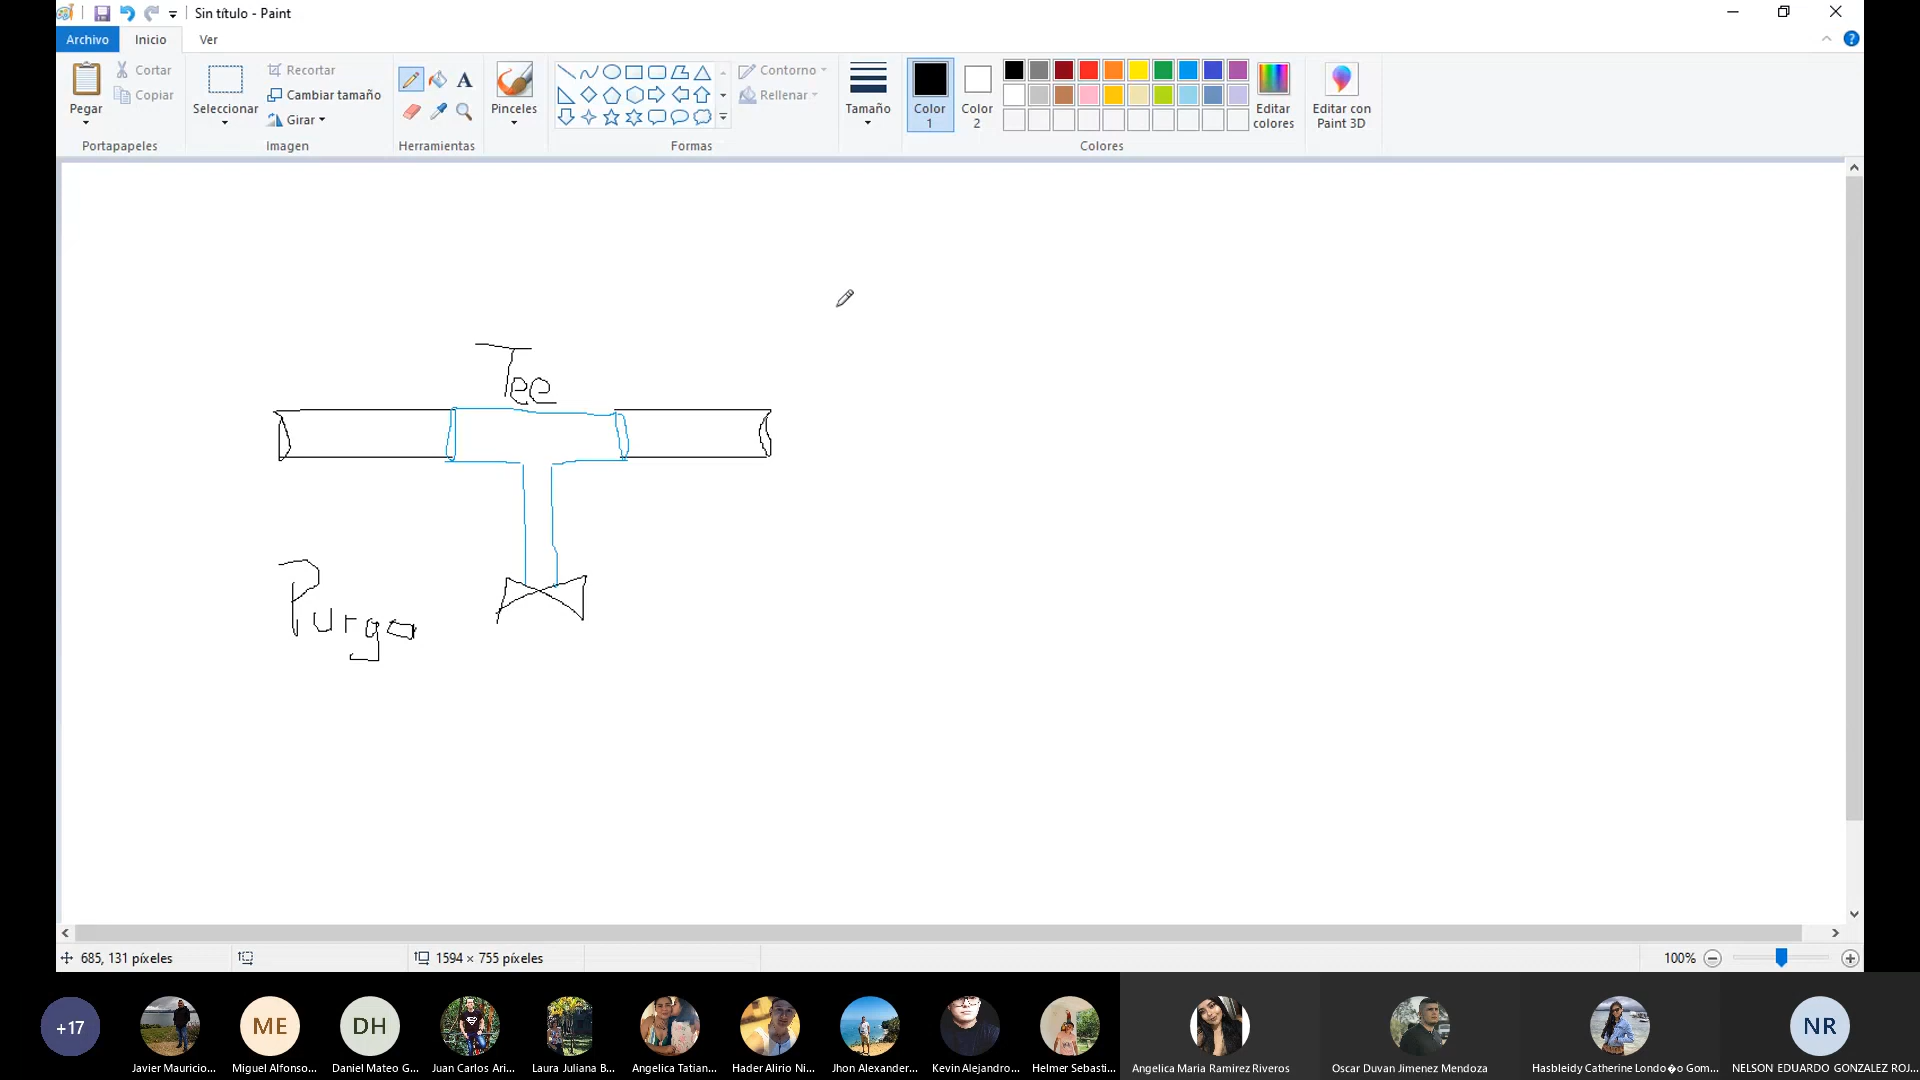 Sin título - Paint
Archivo Inicio Ver
Pegar
Cortar
Copiar
Portapapeles
Seleccionar
Recortar
Cambiar tamaño
Girar
Imagen
A
Herramientas
Pinceles
Contorno
Rellenar
Formas
Tamaño
Color 1
Color 2
Editar colores
Colores
Editar con Paint 3D
Tee
Purga
685, 131 píxeles
1594 × 755 píxeles
100%
+17
ME
DH
NR
Javier Mauricio...
Miguel Alfonso...
Daniel Mateo G...
Juan Carlos Ari...
Laura Juliana B...
Angelica Tatian...
Hader Alirio Ni...
Jhon Alexander...
Kevin Alejandro...
Helmer Sebasti...
Angelica Maria Ramirez Riveros
Oscar Duvan Jimenez Mendoza
Hasbleidy Catherine Londo�o Gom...
NELSON EDUARDO GONZALEZ ROJ...